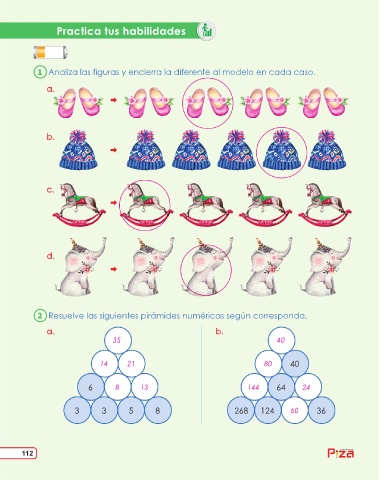 Practica tus habilidades
1 Analiza las figuras y encierra la diferente al modelo en cada caso.
a.
b.
c.
d.
2 Resuelve las siguientes pirámides numéricas según corresponda.
a. b.
35 40
14 21 80 40
6 8 13 144 64 24
3 3 5 8 268 124 60 36
112